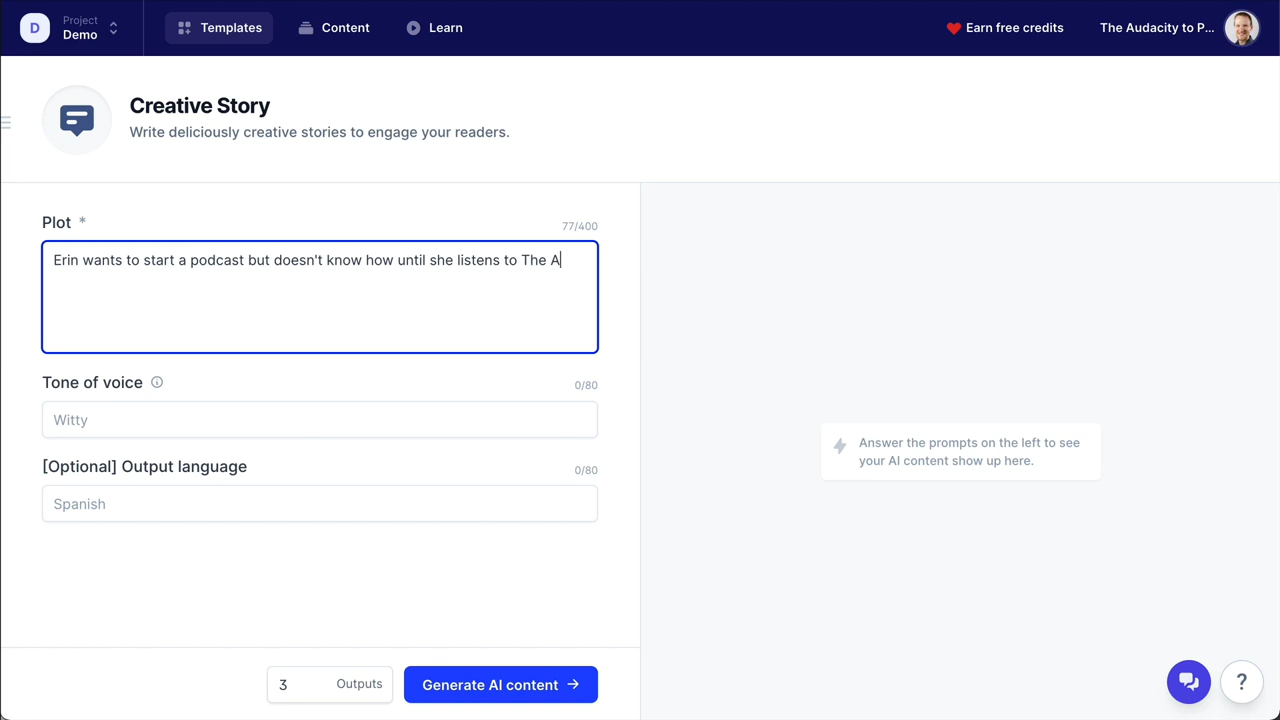 D
Project
Demo
Templates
Content
Learn
Earn free credits
The Audacity to P...
Creative Story
Write deliciously creative stories to engage your readers.
Plot *
77/400
Erin wants to start a podcast but doesn't know how until she listens to The A
Tone of voice
0/80
Witty
[Optional] Output language
0/80
Spanish
Answer the prompts on the left to see
your AI content show up here.
3
Outputs
Generate AI content →
?